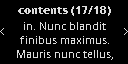 contents (17/18)
in. Nunc blandit
finibus maximus.
Mauris nunc tellus,